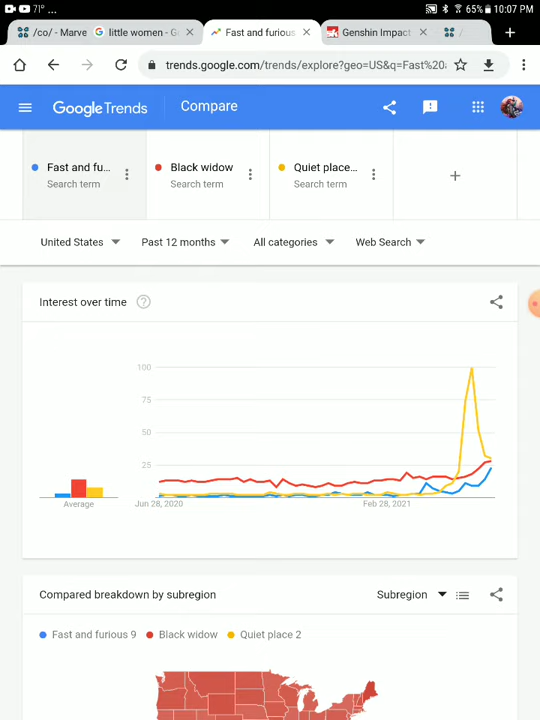 71° ...
65% 10:07 PM
/co/ - Marve
little women - G
Fast and furious
Genshin Impact
/
trends.google.com/trends/explore?geo=US&q=Fast%20
Google Trends Compare
Fast and fu...
Search term
Black widow
Search term
Quiet place...
Search term
+
United States Past 12 months All categories Web Search
Interest over time ?
100
75
50
25
Average
Jun 28, 2020
Feb 28, 2021
Compared breakdown by subregion
Subregion
Fast and furious 9 Black widow Quiet place 2